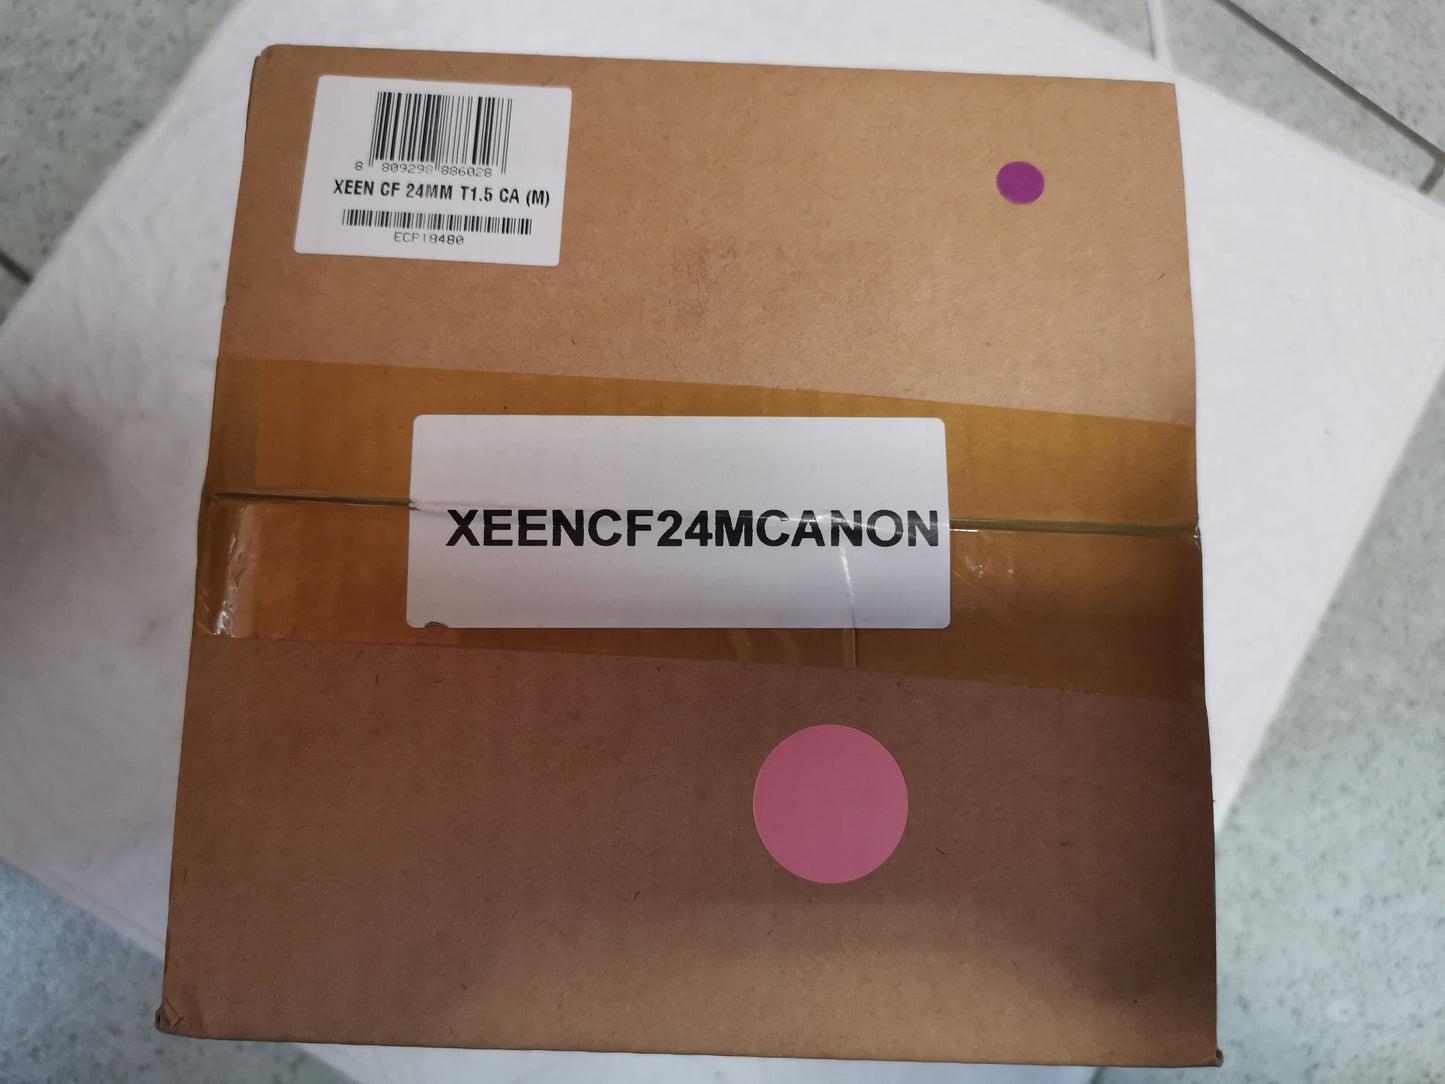 8 809298 886028
XEEN CF 24MM T1.5 CA (M)
ECP18480
XEENCF24MCANON